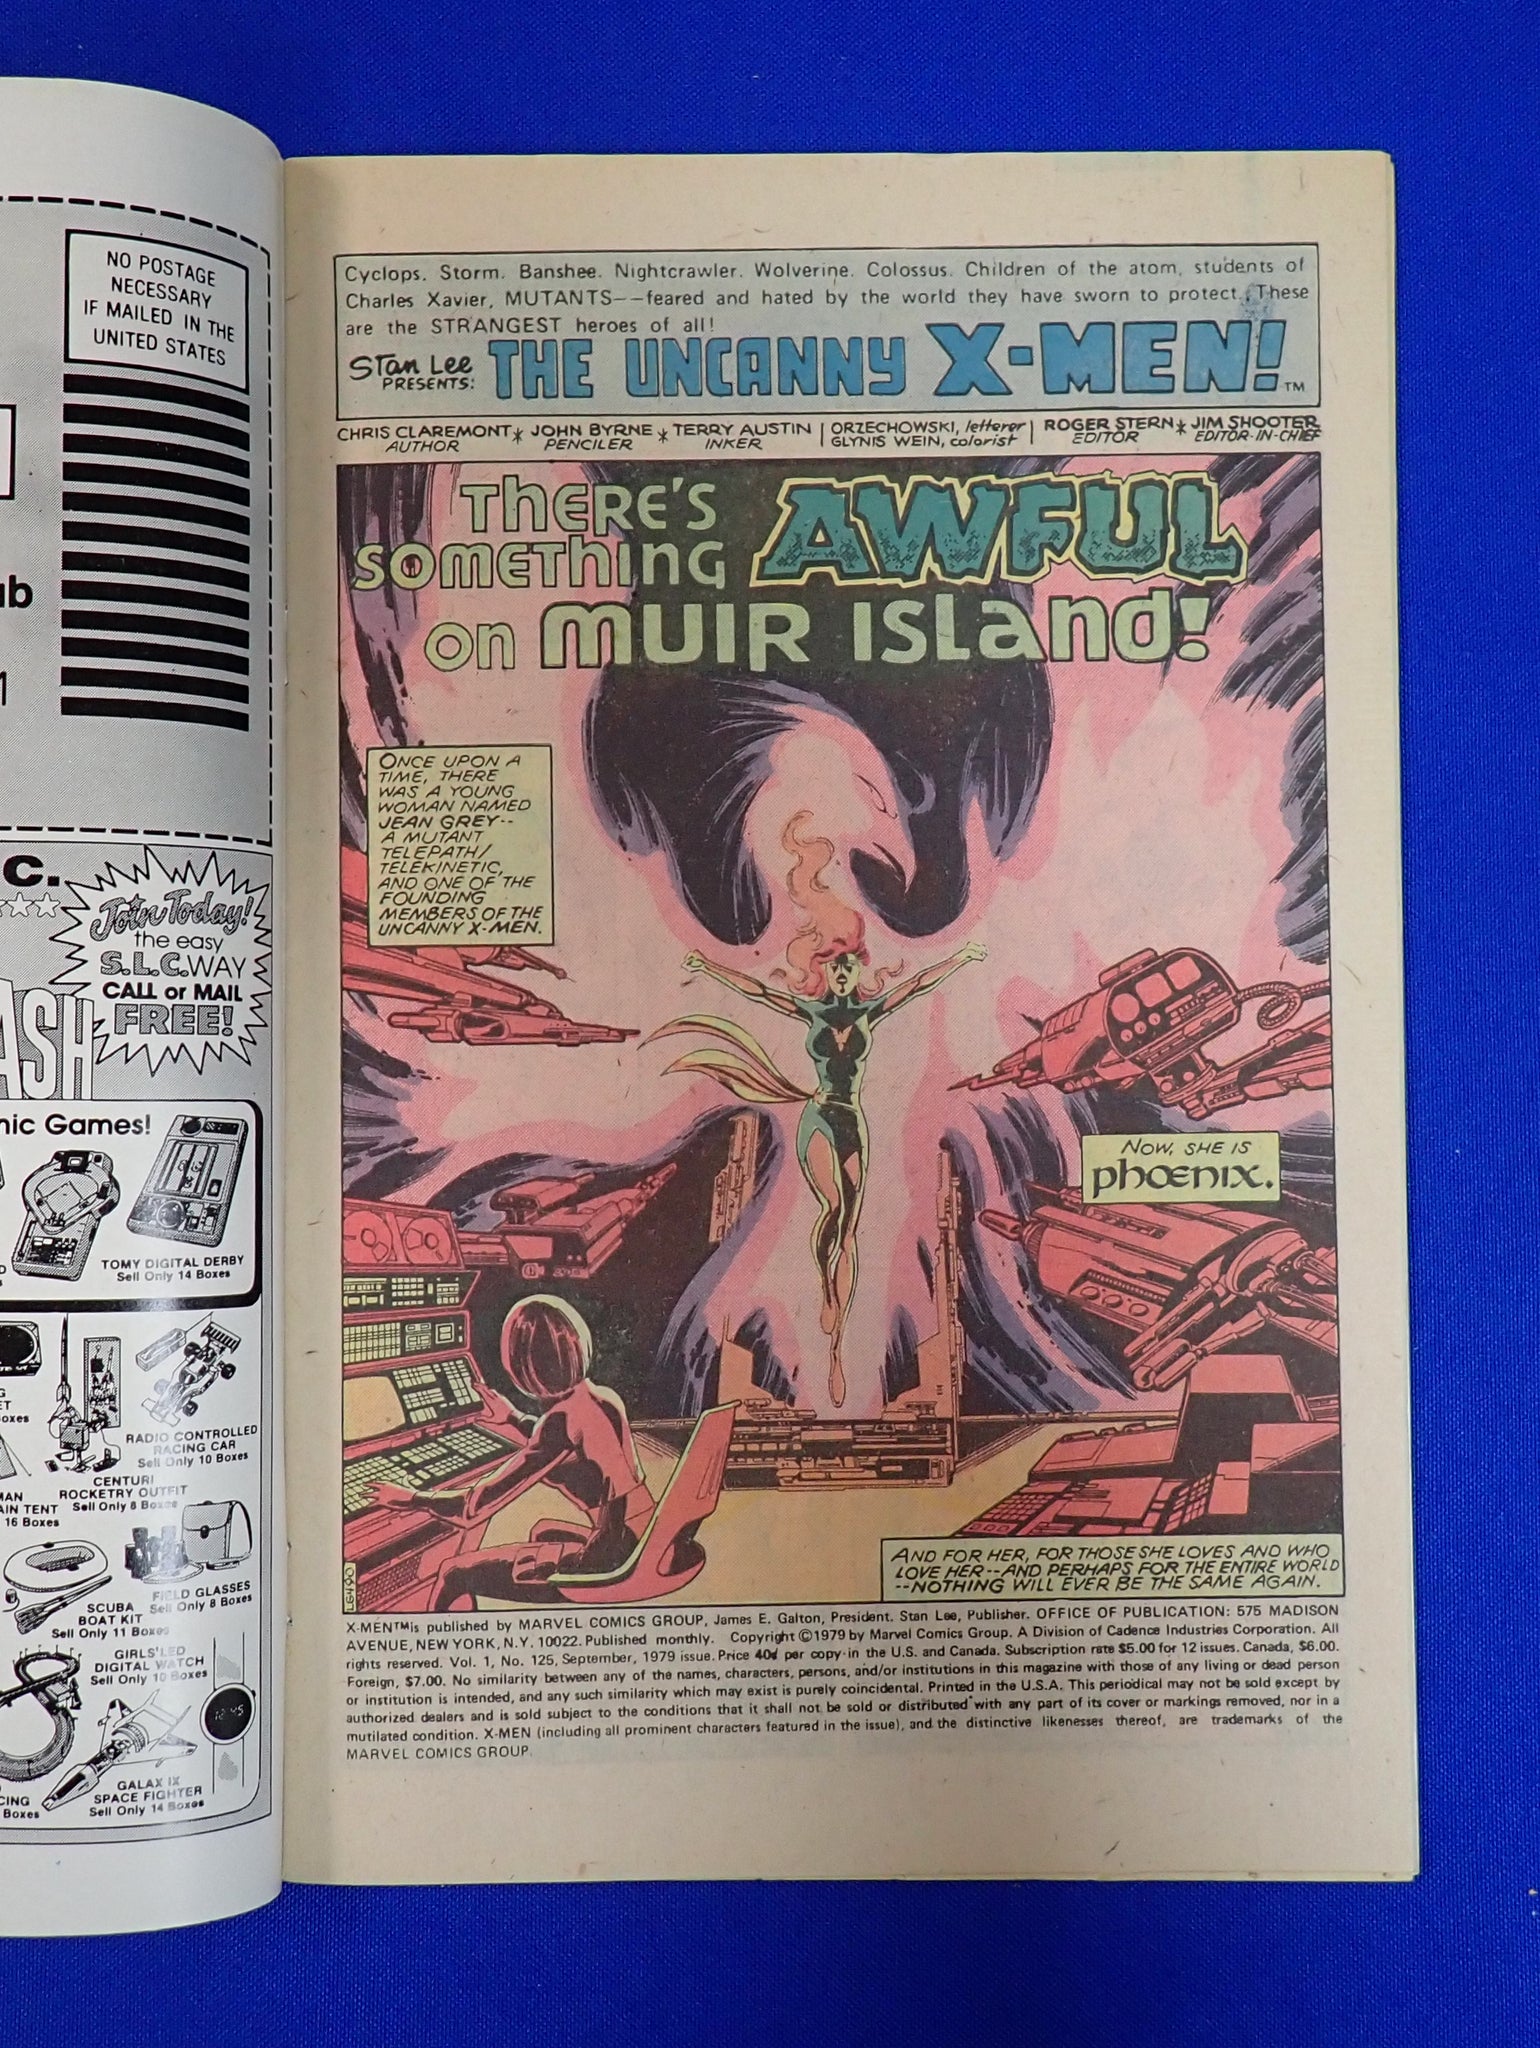 NO POSTAGE
NECESSARY
IF MAILED IN THE
UNITED STATES
ub
1
C.
Join Today!
the easy
S.L.C. WAY
CALL or MAIL
FREE!
ASH
nic Games!
TOMY DIGITAL DERBY
Sell Only 14 Boxes
RADIO CONTROLLED
RACING CAR
Sell Only 10 Boxes
CENTURI
ROCKETRY OUTFIT
Sell Only 8 Boxes
AIN TENT
16 Boxes
FIELD GLASSES
Sell Only 8 Boxes
SCUBA
BOAT KIT
Sell Only 11 Boxes
GIRLS' LED
DIGITAL WATCH
Sell Only 10 Boxes
12:45
GALAX IX
SPACE FIGHTER
Sell Only 14 Boxes
CING
Boxes
Cyclops. Storm. Banshee. Nightcrawler. Wolverine. Colossus. Children of the atom, students of
Charles Xavier, MUTANTS--feared and hated by the world they have sworn to protect. These
are the STRANGEST heroes of all!
Stan Lee
PRESENTS:
THE UNCANNY X-MEN! TM
CHRIS CLAREMONT * JOHN BYRNE * TERRY AUSTIN | ORZECHOWSKI, letterer | ROGER STERN * JIM SHOOTER
AUTHOR PENCILER INKER GLYNIS WEIN, colorist EDITOR EDITOR-IN-CHIEF
THERE'S
SOMETHING AWFUL
ON MUIR ISLAND!
ONCE UPON A
TIME, THERE
WAS A YOUNG
WOMAN NAMED
JEAN GREY--
A MUTANT
TELEPATH/
TELEKINETIC,
AND ONE OF THE
FOUNDING
MEMBERS OF THE
UNCANNY X-MEN.
NOW, SHE IS
PHOENIX.
AND FOR HER, FOR THOSE SHE LOVES AND WHO
LOVE HER--AND PERHAPS FOR THE ENTIRE WORLD
--NOTHING WILL EVER BE THE SAME AGAIN.
X-MEN™ is published by MARVEL COMICS GROUP, James E. Galton, President. Stan Lee, Publisher. OFFICE OF PUBLICATION: 575 MADISON
AVENUE, NEW YORK, N.Y. 10022. Published monthly. Copyright ©1979 by Marvel Comics Group. A Division of Cadence Industries Corporation. All
rights reserved. Vol. 1, No. 125, September, 1979 issue. Price 40¢ per copy in the U.S. and Canada. Subscription rate $5.00 for 12 issues. Canada, $6.00.
Foreign, $7.00. No similarity between any of the names, characters, persons, and/or institutions in this magazine with those of any living or dead person
or institution is intended, and any such similarity which may exist is purely coincidental. Printed in the U.S.A. This periodical may not be sold except by
authorized dealers and is sold subject to the conditions that it shall not be sold or distributed with any part of its cover or markings removed, nor in a
mutilated condition. X-MEN (including all prominent characters featured in the issue), and the distinctive likenesses thereof, are trademarks of the
MARVEL COMICS GROUP.